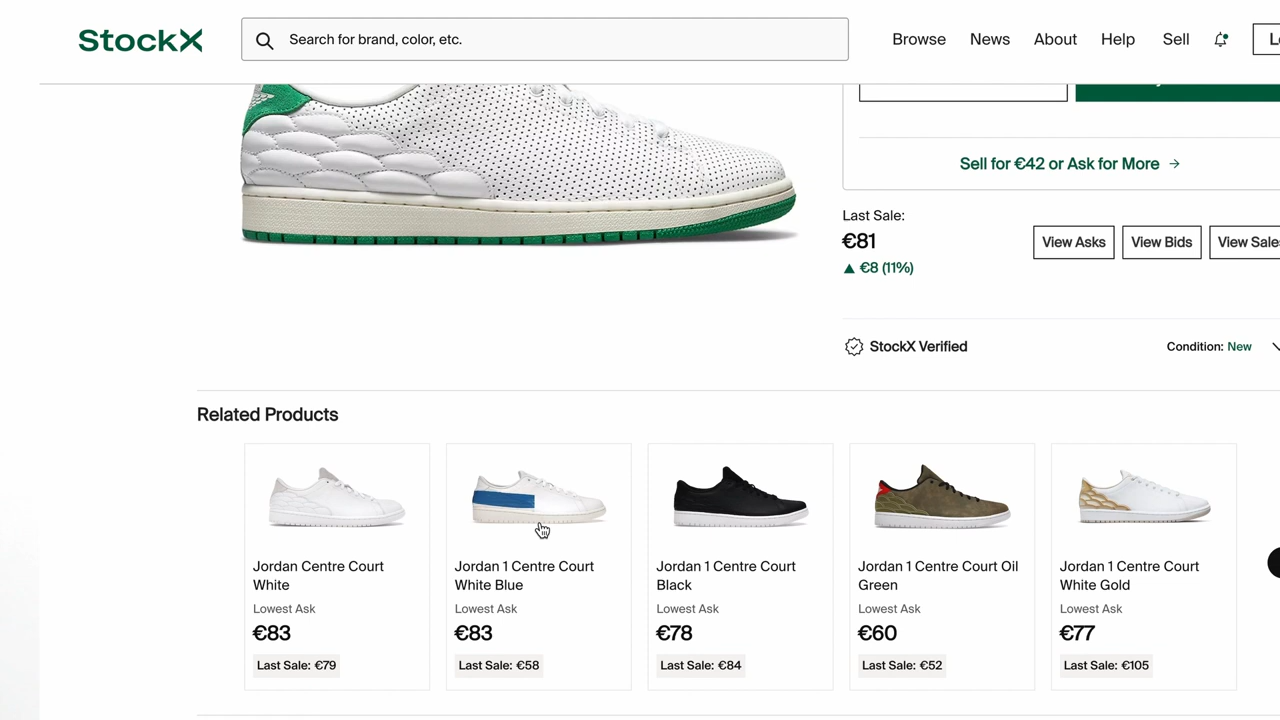 StockX
Search for brand, color, etc.
Browse News About Help Sell
Sell for €42 or Ask for More
Last Sale:
€81
View Asks View Bids View
▲ €8 (11%)
StockX Verified
Condition: New
Related Products
Jordan Centre Court
White
Lowest Ask
€83
Last Sale: €79
Jordan 1 Centre Court
White Blue
Lowest Ask
€83
Last Sale: €58
Jordan 1 Centre Court
Black
Lowest Ask
€78
Last Sale: €84
Jordan 1 Centre Court Oil
Green
Lowest Ask
€60
Last Sale: €52
Jordan 1 Centre Court
White Gold
Lowest Ask
€77
Last Sale: €105